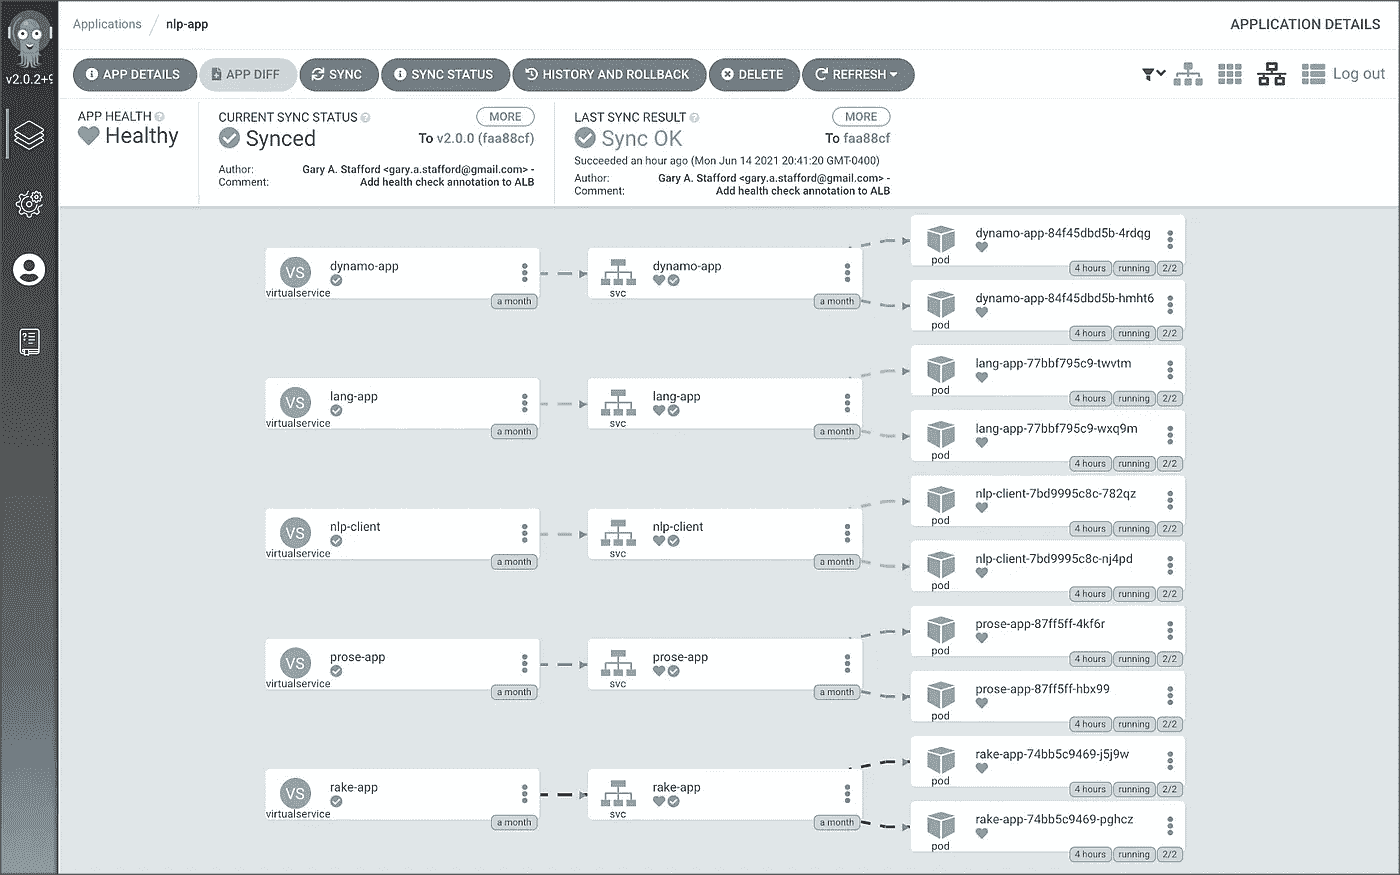 v2.0.2+9
Applications / nlp-app
APPLICATION DETAILS
APP DETAILS
APP DIFF
SYNC
SYNC STATUS
HISTORY AND ROLLBACK
DELETE
REFRESH
Log out
APP HEALTH
Healthy
CURRENT SYNC STATUS
MORE
Synced
To v2.0.0 (faa88cf)
Author: Gary A. Stafford <gary.a.stafford@gmail.com> -
Comment: Add health check annotation to ALB
LAST SYNC RESULT
MORE
Sync OK
To faa88cf
Succeeded an hour ago (Mon Jun 14 2021 20:41:20 GMT-0400)
Author: Gary A. Stafford <gary.a.stafford@gmail.com> -
Comment: Add health check annotation to ALB
VS
virtualservice
dynamo-app
a month
svc
dynamo-app
a month
pod
dynamo-app-84f45dbd5b-4rdqg
4 hours running 2/2
pod
dynamo-app-84f45dbd5b-hmht6
4 hours running 2/2
VS
virtualservice
lang-app
a month
svc
lang-app
a month
pod
lang-app-77bbf795c9-twvtm
4 hours running 2/2
pod
lang-app-77bbf795c9-wxq9m
4 hours running 2/2
VS
virtualservice
nlp-client
a month
svc
nlp-client
a month
pod
nlp-client-7bd9995c8c-782qz
4 hours running 2/2
pod
nlp-client-7bd9995c8c-nj4pd
4 hours running 2/2
VS
virtualservice
prose-app
a month
svc
prose-app
a month
pod
prose-app-87ff5ff-4kf6r
4 hours running 2/2
pod
prose-app-87ff5ff-hbx99
4 hours running 2/2
VS
virtualservice
rake-app
a month
svc
rake-app
a month
pod
rake-app-74bb5c9469-j5j9w
4 hours running 2/2
pod
rake-app-74bb5c9469-pghcz
4 hours running 2/2